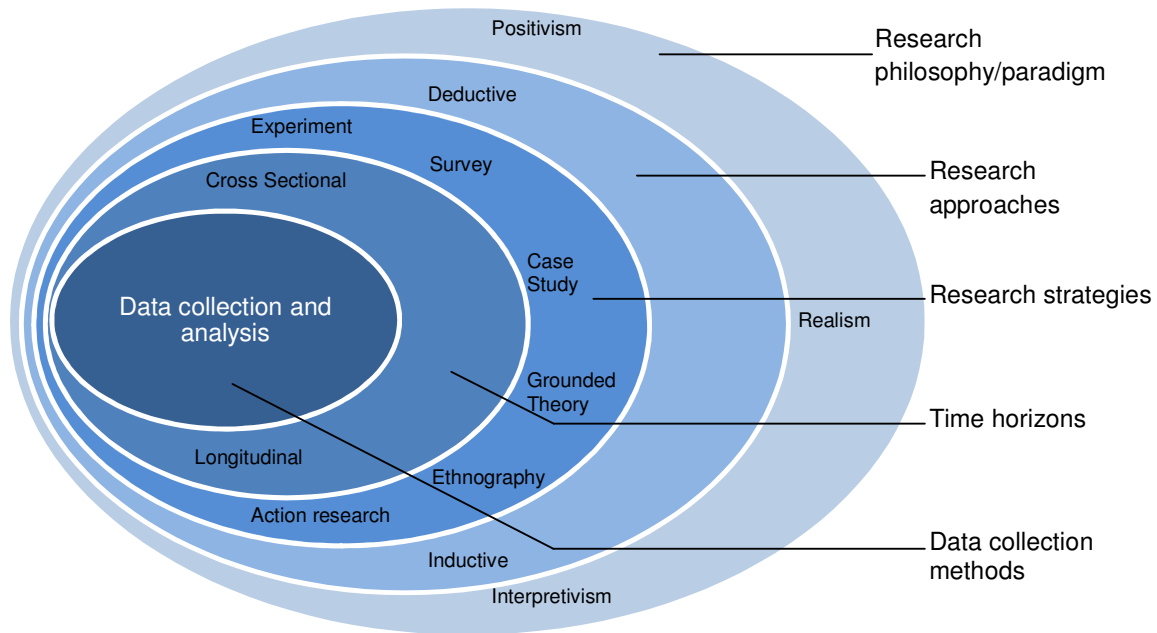 Positivism
Research
philosophy/paradigm
Deductive
Experiment
Survey
Cross Sectional
Research
approaches
Case
Study
Research strategies
Data collection and
analysis
Realism
Grounded
Theory
Time horizons
Longitudinal
Ethnography
Action research
Data collection
methods
Inductive
Interpretivism